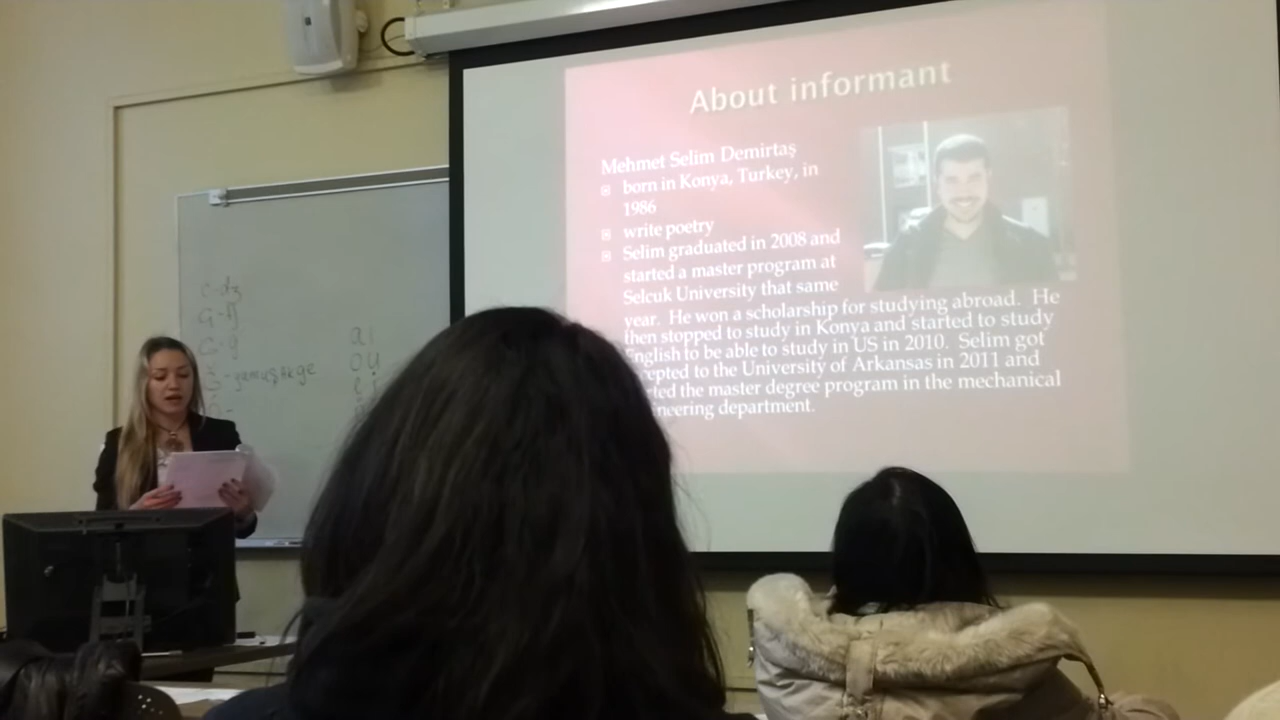 About informant
Mehmet Selim Demirtaş
born in Konya, Turkey, in
1986
write poetry
Selim graduated in 2008 and
started a master program at
Selcuk University that same
year. He won a scholarship for studying abroad. He
then stopped to study in Konya and started to study
English to be able to study in US in 2010. Selim got
to the University of Arkansas in 2011 and
the master degree program in the mechanical
department.
c-dʒ
ai
oy